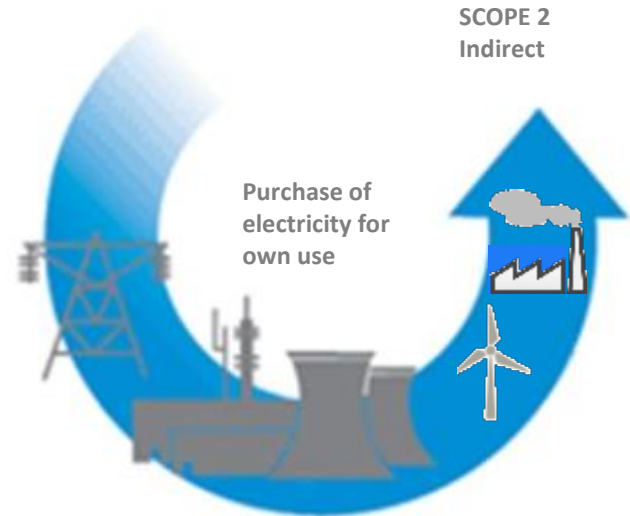 SCOPE 2
Indirect
Purchase of
electricity for
own use